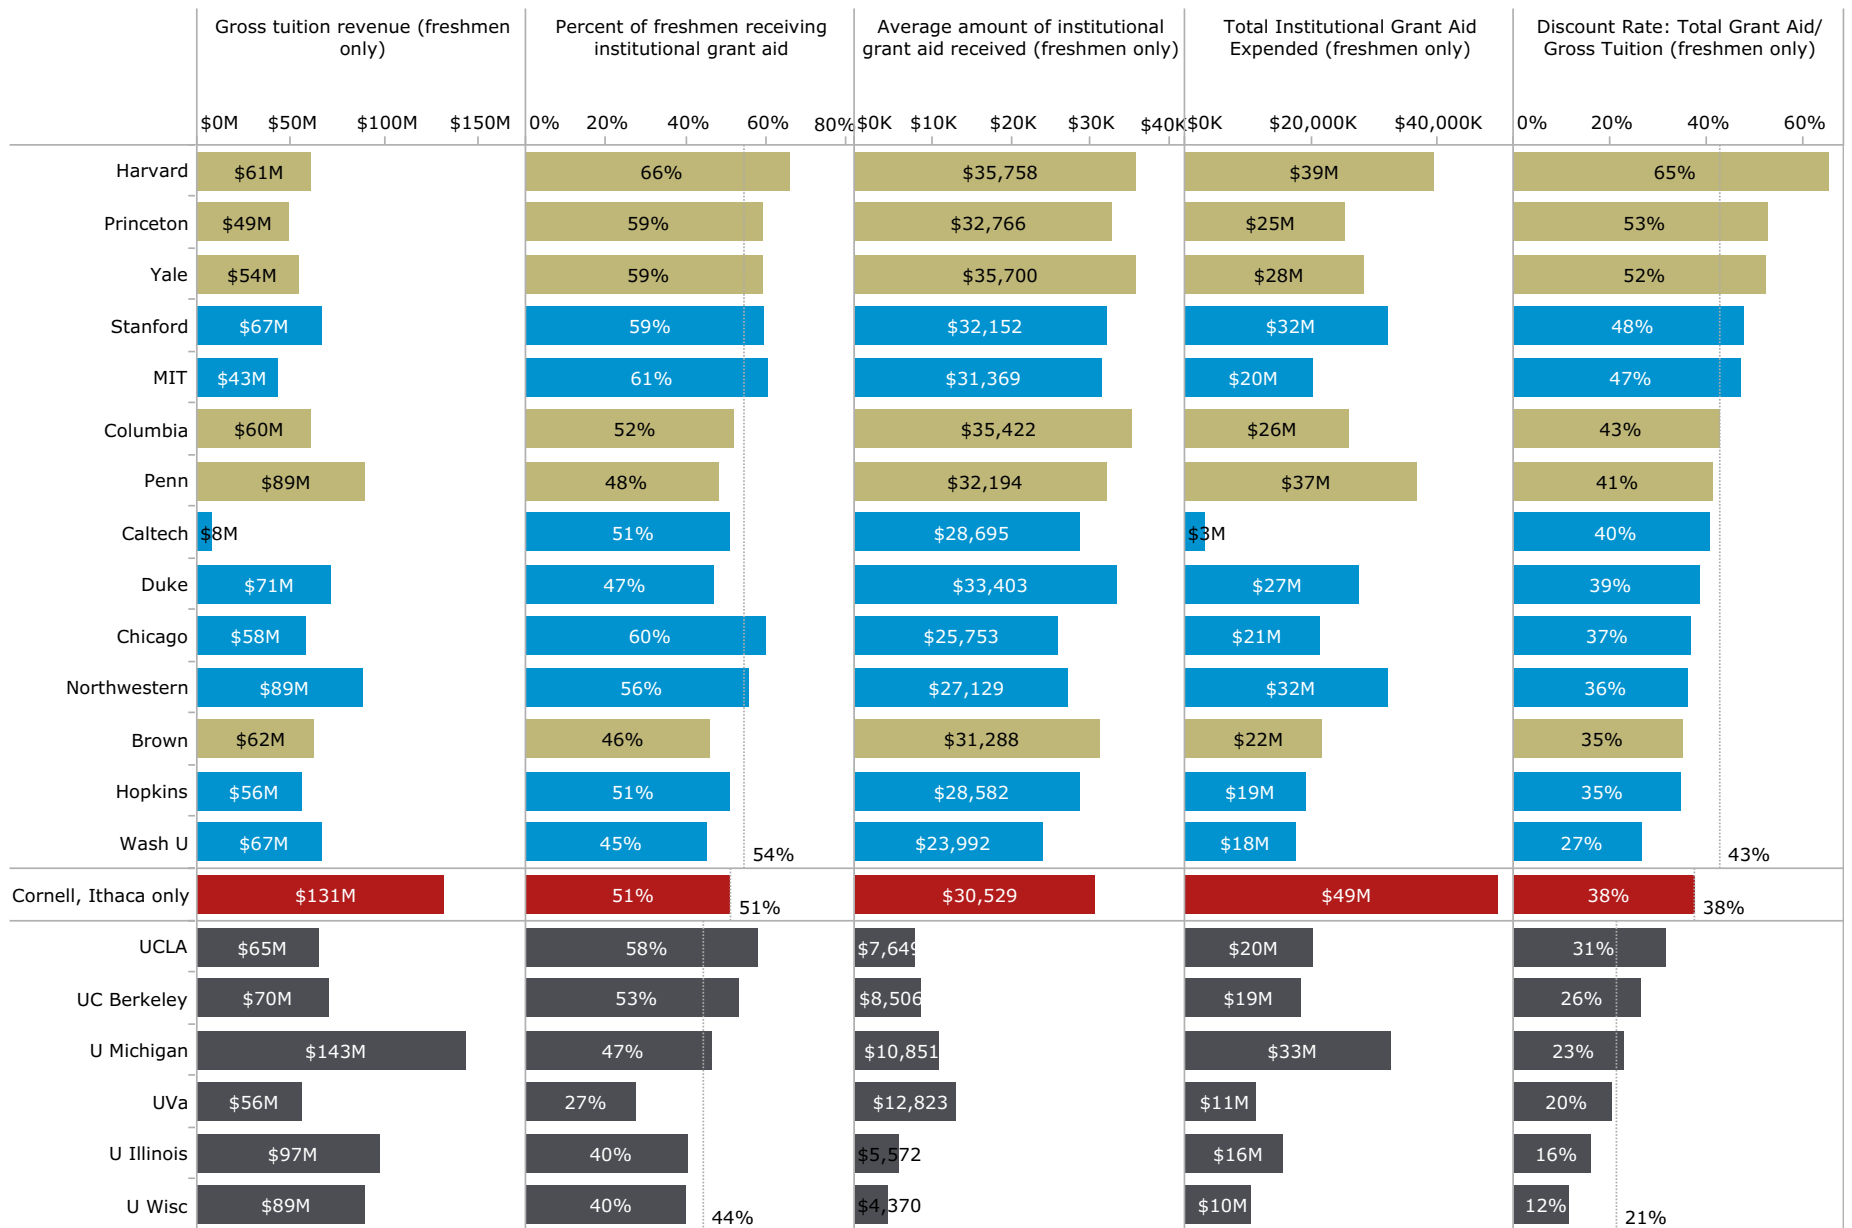 Gross tuition revenue (freshmen
only)
Percent of freshmen receiving
institutional grant aid
Average amount of institutional
grant aid received (freshmen only)
Total Institutional Grant Aid
Expended (freshmen only)
Discount Rate: Total Grant Aid/
Gross Tuition (freshmen only)
$0M $50M $100M $150M 0% 20% 40% 60% 80% $0K $10K $20K $30K $40K $0K $20,000K $40,000K 0% 20% 40% 60%
Harvard $61M 66% $35,758 $39M 65%
Princeton $49M 59% $32,766 $25M 53%
Yale $54M 59% $35,700 $28M 52%
Stanford $67M 59% $32,152 $32M 48%
MIT $43M 61% $31,369 $20M 47%
Columbia $60M 52% $35,422 $26M 43%
Penn $89M 48% $32,194 $37M 41%
Caltech $8M 51% $28,695 $3M 40%
Duke $71M 47% $33,403 $27M 39%
Chicago $58M 60% $25,753 $21M 37%
Northwestern $89M 56% $27,129 $32M 36%
Brown $62M 46% $31,288 $22M 35%
Hopkins $56M 51% $28,582 $19M 35%
Wash U $67M 45% $23,992 $18M 27%
54% 43%
Cornell, Ithaca only $131M 51% $30,529 $49M 38%
51% 38%
UCLA $65M 58% $7,649 $20M 31%
UC Berkeley $70M 53% $8,506 $19M 26%
U Michigan $143M 47% $10,851 $33M 23%
UVa $56M 27% $12,823 $11M 20%
U Illinois $97M 40% $5,572 $16M 16%
U Wisc $89M 40% $4,370 $10M 12%
44% 21%